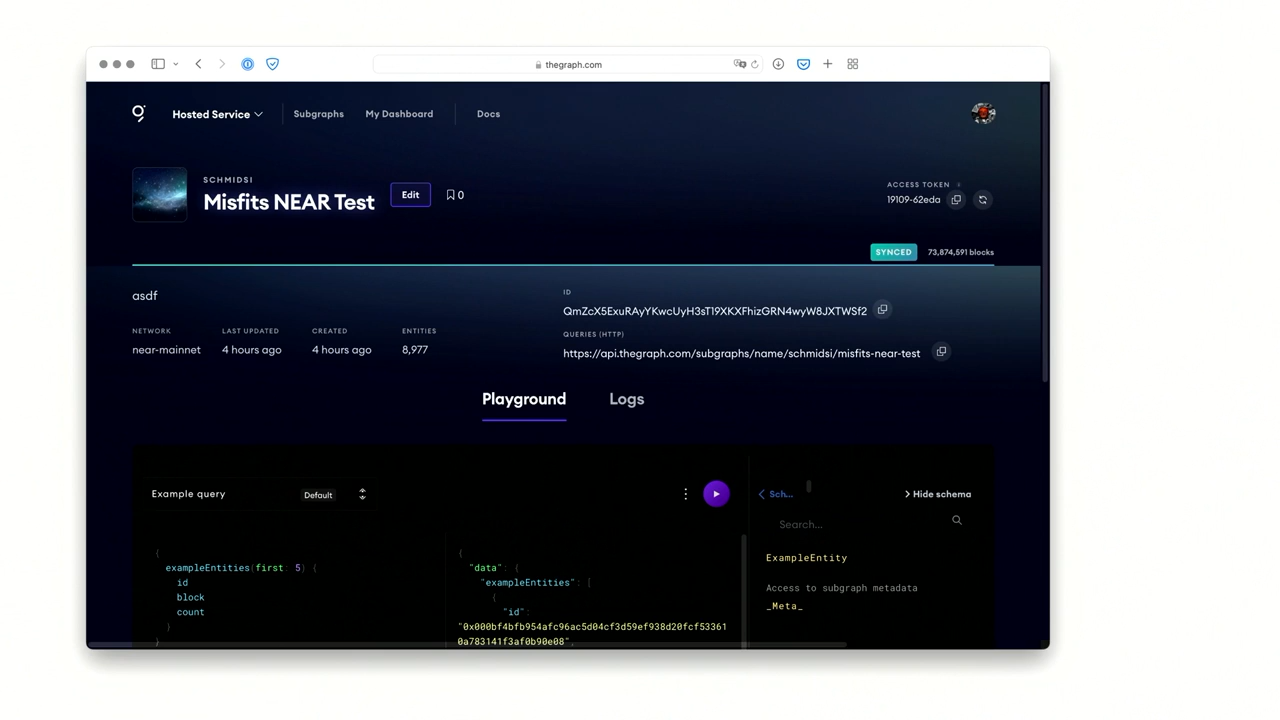 thegraph.com
Hosted Service Subgraphs My Dashboard Docs
SCHMIDSI
Misfits NEAR Test Edit 0
ACCESS TOKEN
19109-62eda
SYNCED 73,874,591 blocks
asdf
ID
QmZcX5ExuRAyYKwcUyH3sT19XKXFhizGRN4wyW8JXTWSf2
NETWORK LAST UPDATED CREATED ENTITIES
near-mainnet 4 hours ago 4 hours ago 8,977
QUERIES (HTTP)
https://api.thegraph.com/subgraphs/name/schmidsi/misfits-near-test
Playground Logs
Example query Default
Sch... Hide schema
Search...
{
exampleEntities(first: 5) {
id
block
count
}
}
{
"data": {
"exampleEntities": [
{
"id":
"0x000bf4bfb954afc96ac5d04cf3d59ef938d20fcf53361
0a783141f3af0b90e08",
ExampleEntity
Access to subgraph metadata
_Meta_